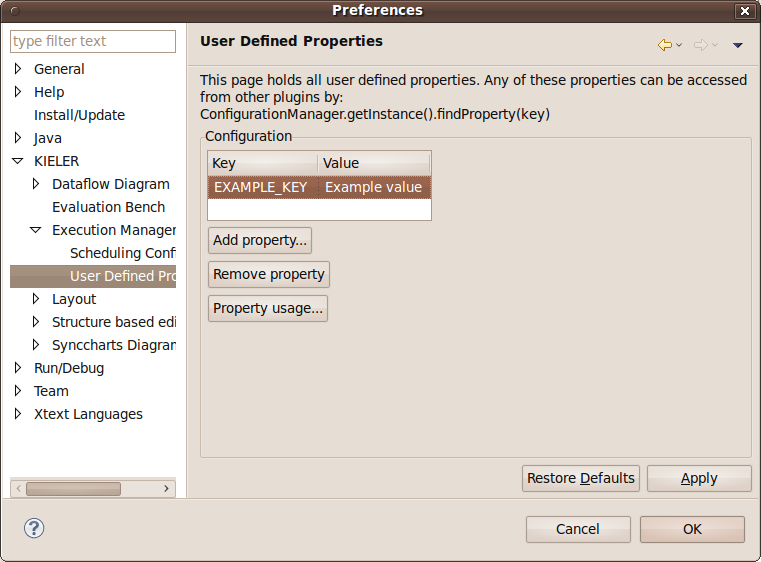 Preferences
type filter text
General
Help
Install/Update
Java
KIELER
Dataflow Diagram
Evaluation Bench
Execution Manager
Scheduling Conf
User Defined Pro
Layout
Structure based edi
Synccharts Diagran
Run/Debug
Team
Xtext Languages
User Defined Properties
This page holds all user defined properties. Any of these properties can be accessed
from other plugins by:
ConfigurationManager.getInstance().findProperty(key)
Configuration
Key Value
EXAMPLE_KEY Example value
Add property...
Remove property
Property usage...
Restore Defaults Apply
? Cancel OK